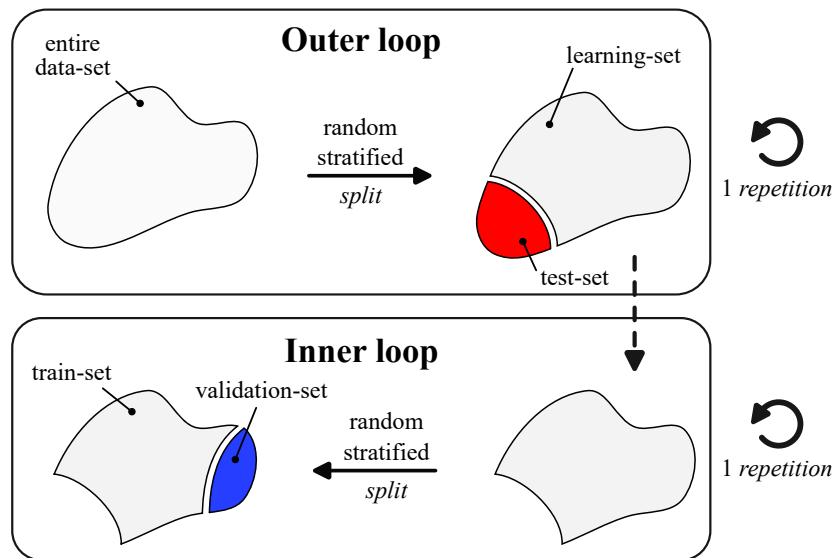 Outer loop
entire
data-set
random
stratified
split
learning-set
test-set
1 repetition
Inner loop
train-set
validation-set
random
stratified
split
1 repetition